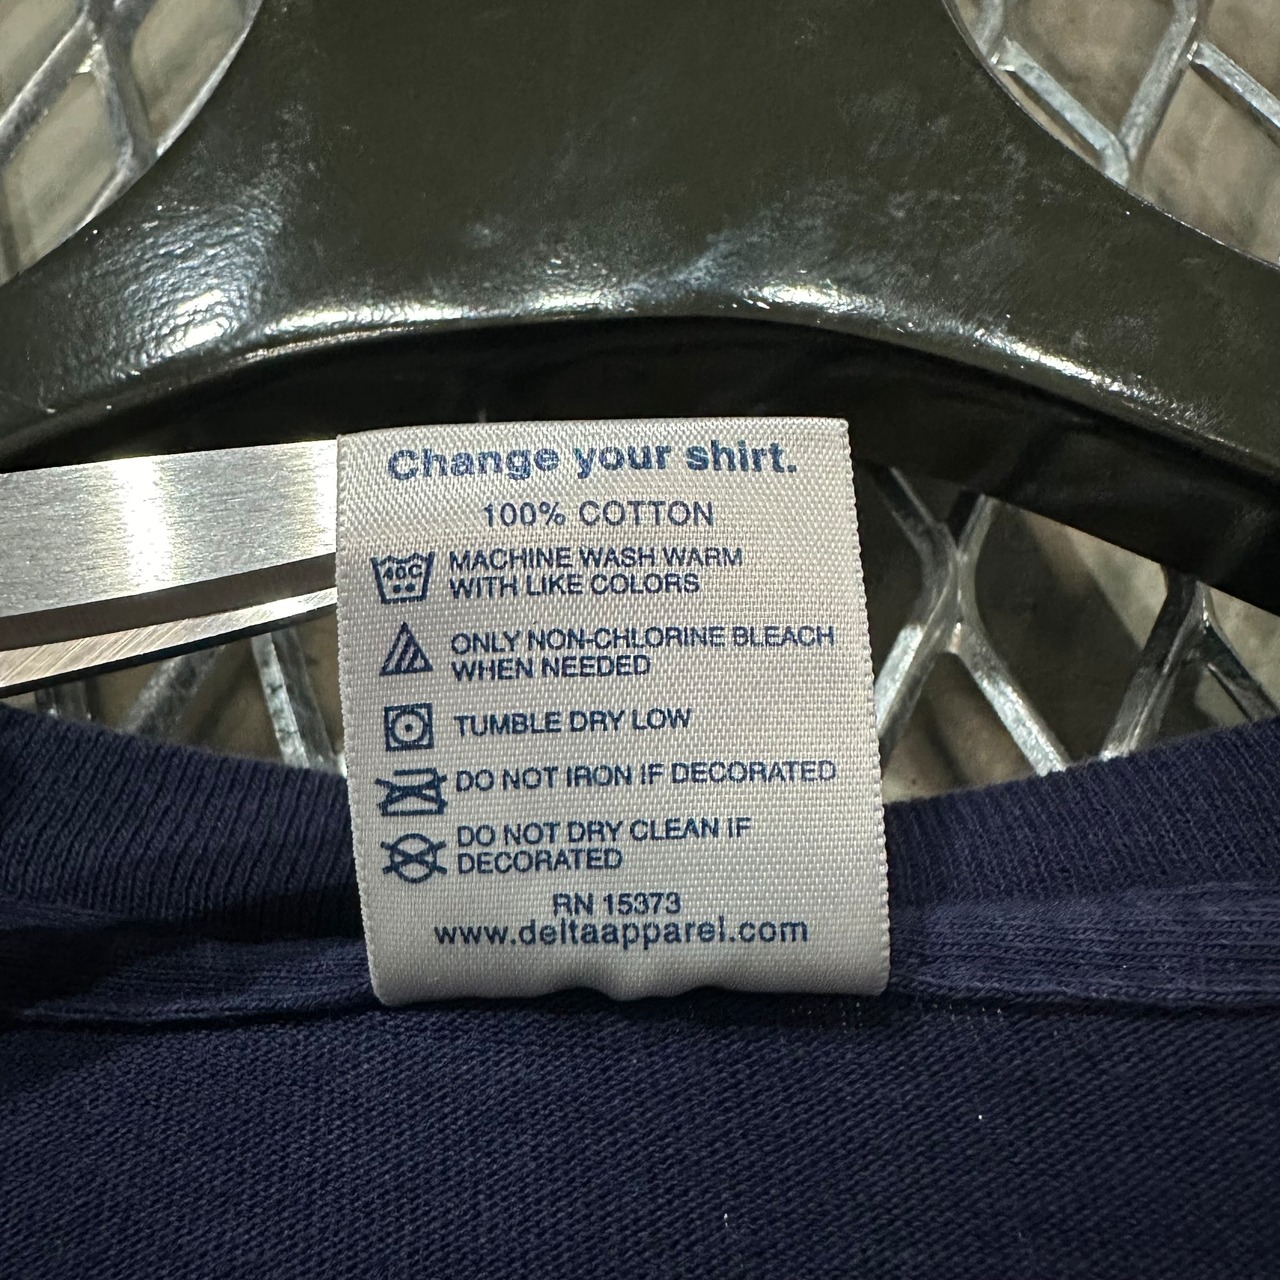 Change your shirt.
100% COTTON
40C
MACHINE WASH WARM
WITH LIKE COLORS
ONLY NON-CHLORINE BLEACH
WHEN NEEDED
TUMBLE DRY LOW
DO NOT IRON IF DECORATED
DO NOT DRY CLEAN IF
DECORATED
RN 15373
www.deltaapparel.com